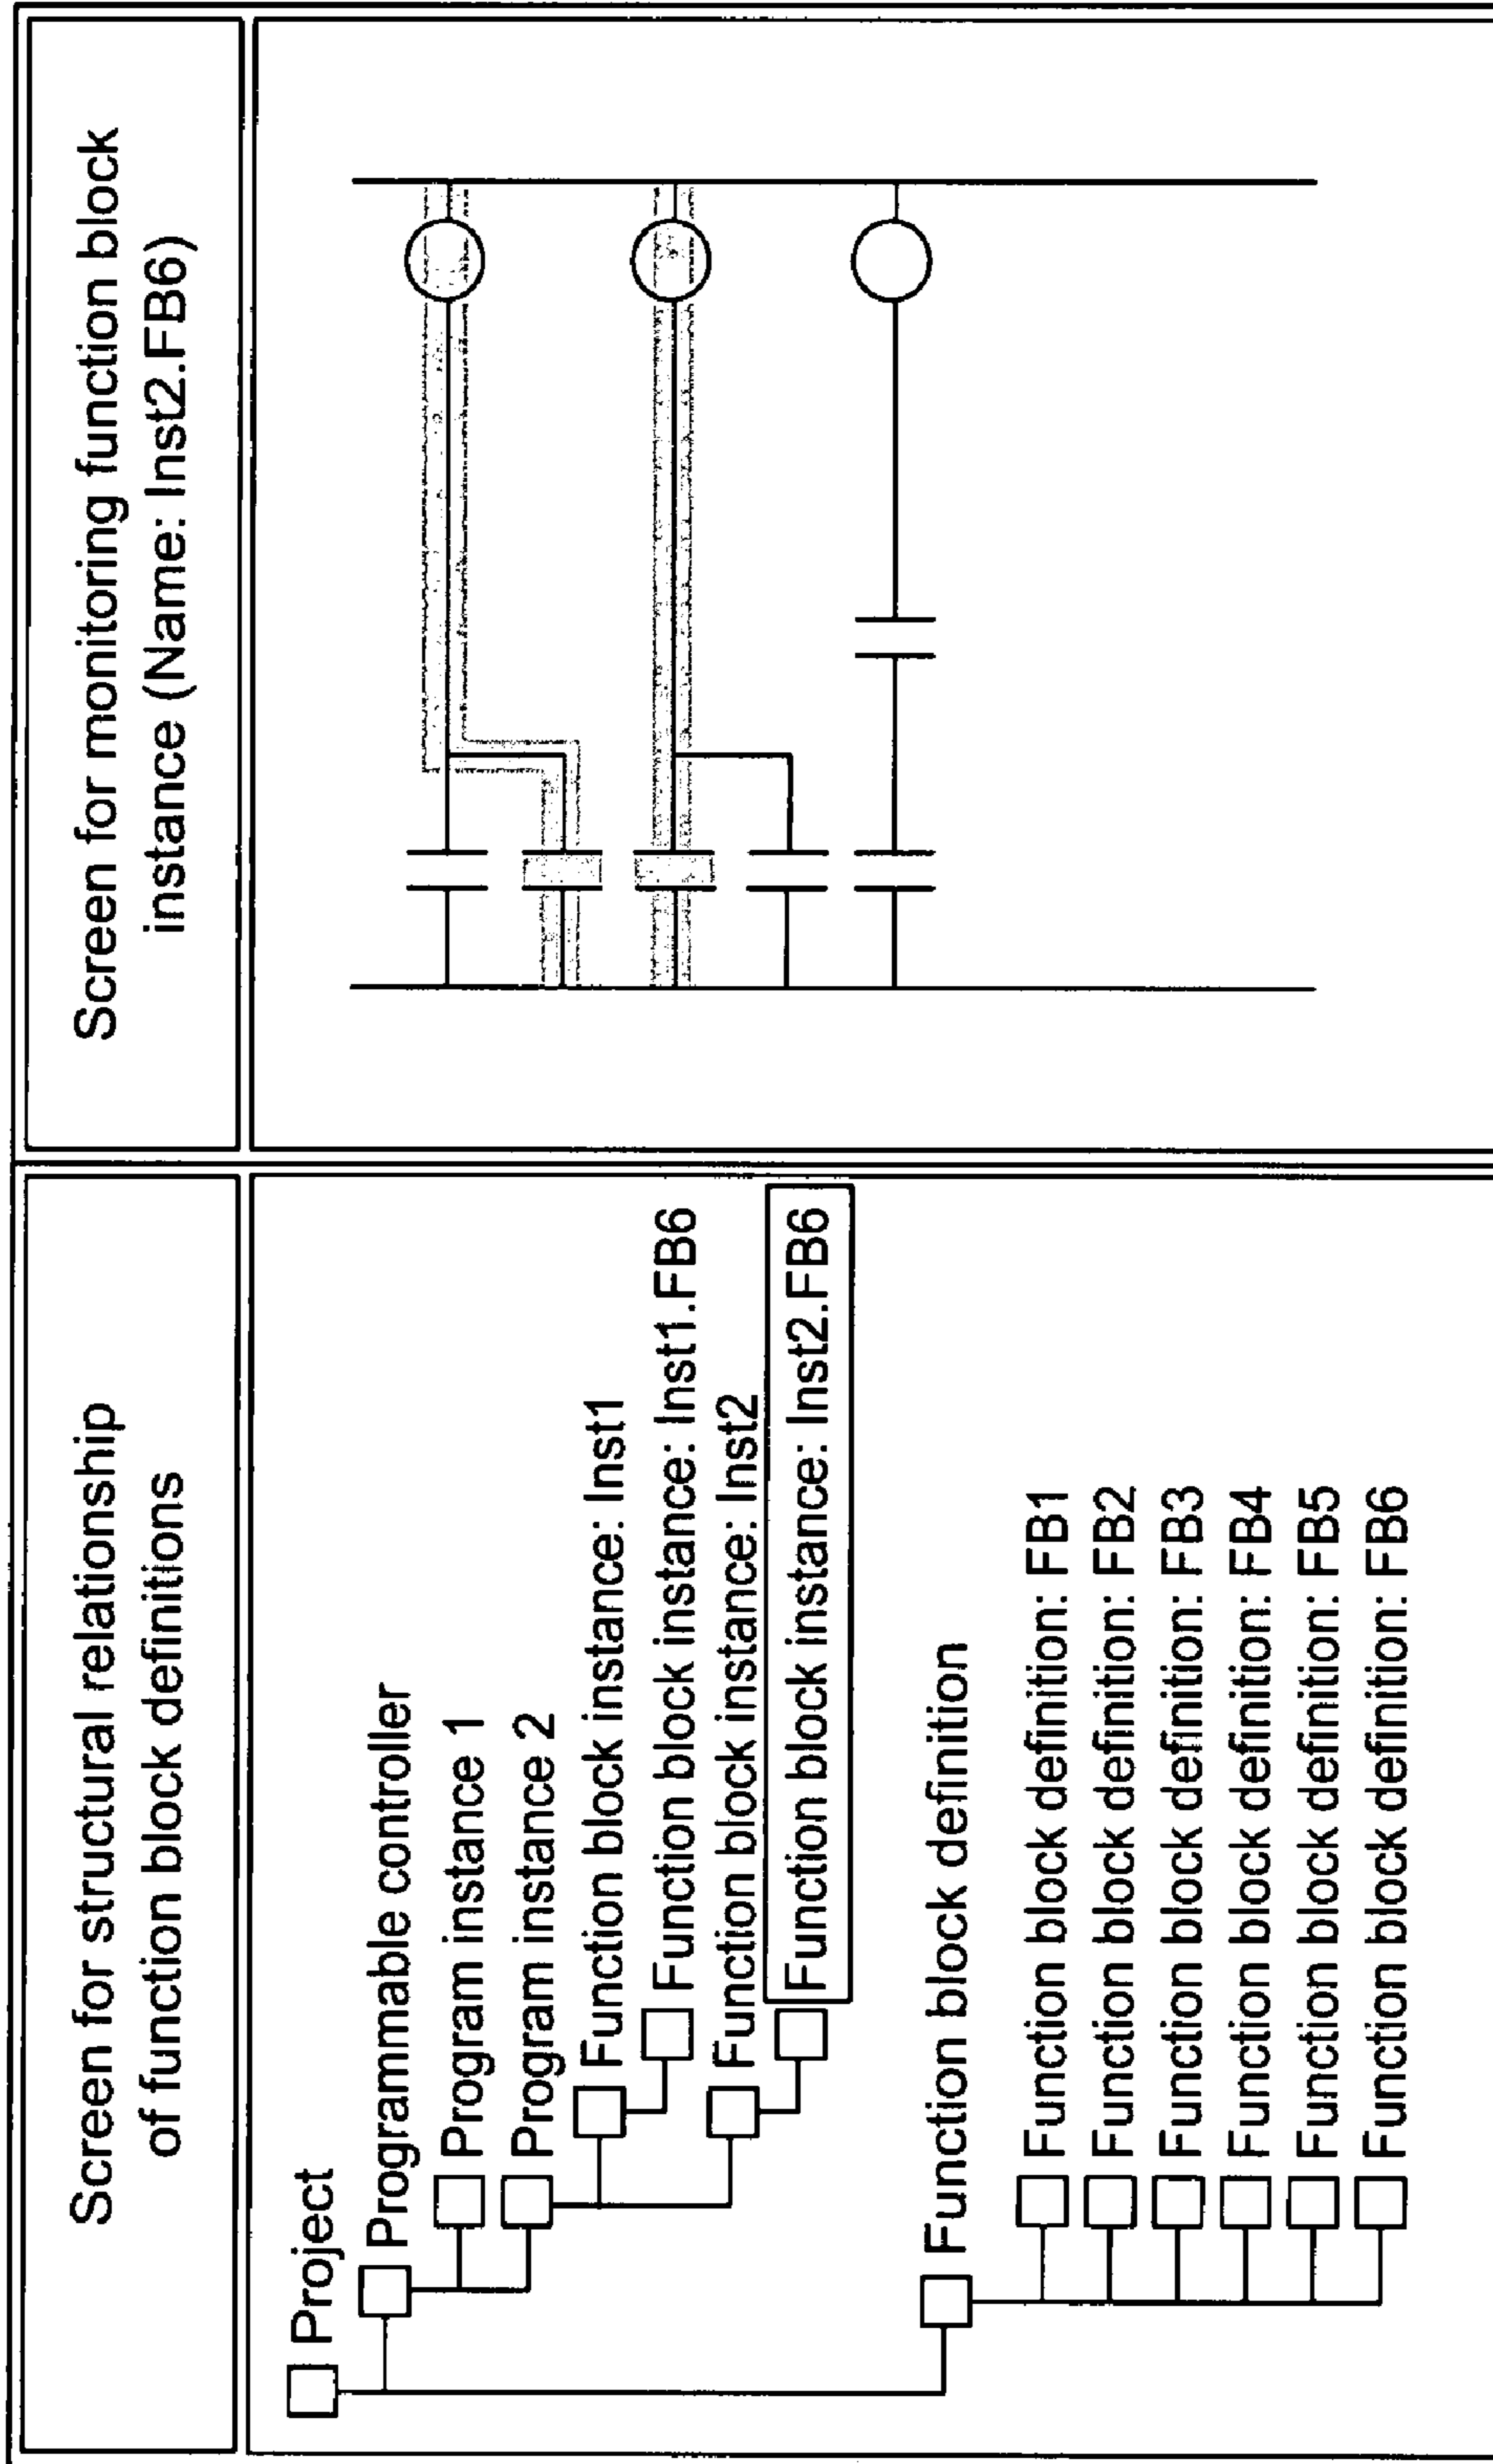 Screen for structural relationship
of function block definitions
Screen for monitoring function block
instance (Name: Inst2.FB6)
Project
Programmable controller
Program instance 1
Program instance 2
Function block instance: Inst1
Function block instance: Inst1.FB6
Function block instance: Inst2
Function block instance: Inst2.FB6
Function block definition
Function block definition: FB1
Function block definition: FB2
Function block definition: FB3
Function block definition: FB4
Function block definition: FB5
Function block definition: FB6